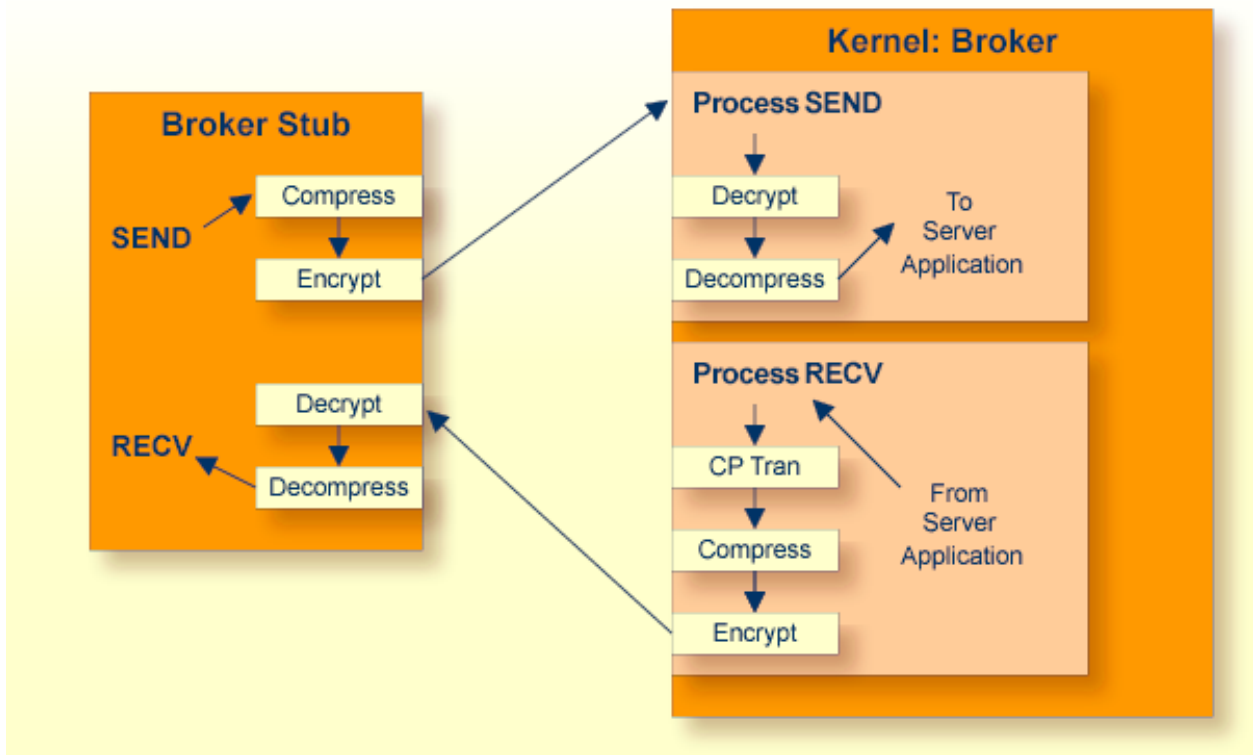 Broker Stub
SEND
Compress
Encrypt
Decrypt
RECV
Decompress
Kernel: Broker
Process SEND
Decrypt
Decompress
To
Server
Application
Process RECV
CP Tran
Compress
Encrypt
From
Server
Application